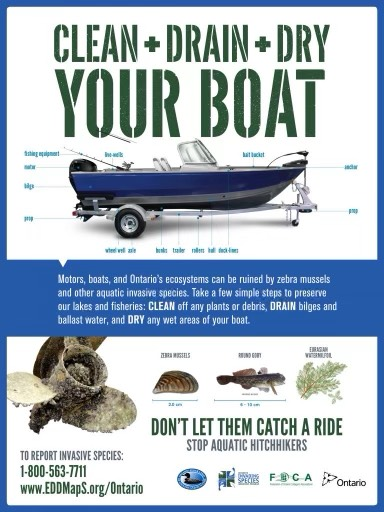 CLEAN + DRAIN + DRY
YOUR BOAT
fishing equipment
live-wells
bait bucket
motor
anchor
bilge
prop
prop
wheel well axle bunks trailer rollers hull dock-lines
Motors, boats, and Ontario's ecosystems can be ruined by zebra mussels
and other aquatic invasive species. Take a few simple steps to preserve
our lakes and fisheries: CLEAN off any plants or debris, DRAIN bilges and
ballast water, and DRY any wet areas of your boat.
ZEBRA MUSSELS
ROUND GOBY
EURASIAN
WATERMILFOIL
DON'T LET THEM CATCH A RIDE
STOP AQUATIC HITCHHIKERS
TO REPORT INVASIVE SPECIES:
1-800-563-7711
www.EDDMapS.org/Ontario
INVADING
SPECIES
Ontario